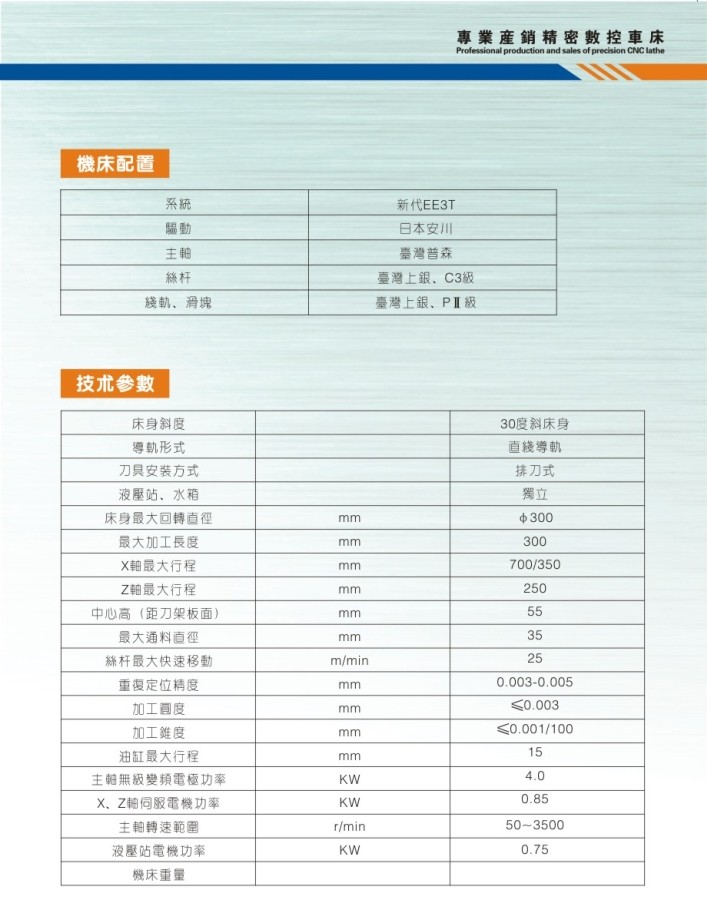 專業産銷精密數控車床
Professional production and sales of precision CNC lathe
機床配置
系統 新代EE3T
驅動 日本安川
主軸 臺灣普森
絲杆 臺灣上銀、C3級
綫軌、滑塊 臺灣上銀、PⅡ級
技术參數
床身斜度 30度斜床身
導軌形式 直綫導軌
刀具安裝方式 排刀式
液壓站、水箱 獨立
床身最大回轉直徑 mm ϕ300
最大加工長度 mm 300
X軸最大行程 mm 700/350
Z軸最大行程 mm 250
中心高（距刀架板面） mm 55
最大通料直徑 mm 35
絲杆最大快速移動 m/min 25
重復定位精度 mm 0.003-0.005
加工圓度 mm ≤0.003
加工錐度 mm ≤0.001/100
油缸最大行程 mm 15
主軸無級變頻電極功率 KW 4.0
X、Z軸伺服電機功率 KW 0.85
主軸轉速範圍 r/min 50~3500
液壓站電機功率 KW 0.75
機床重量